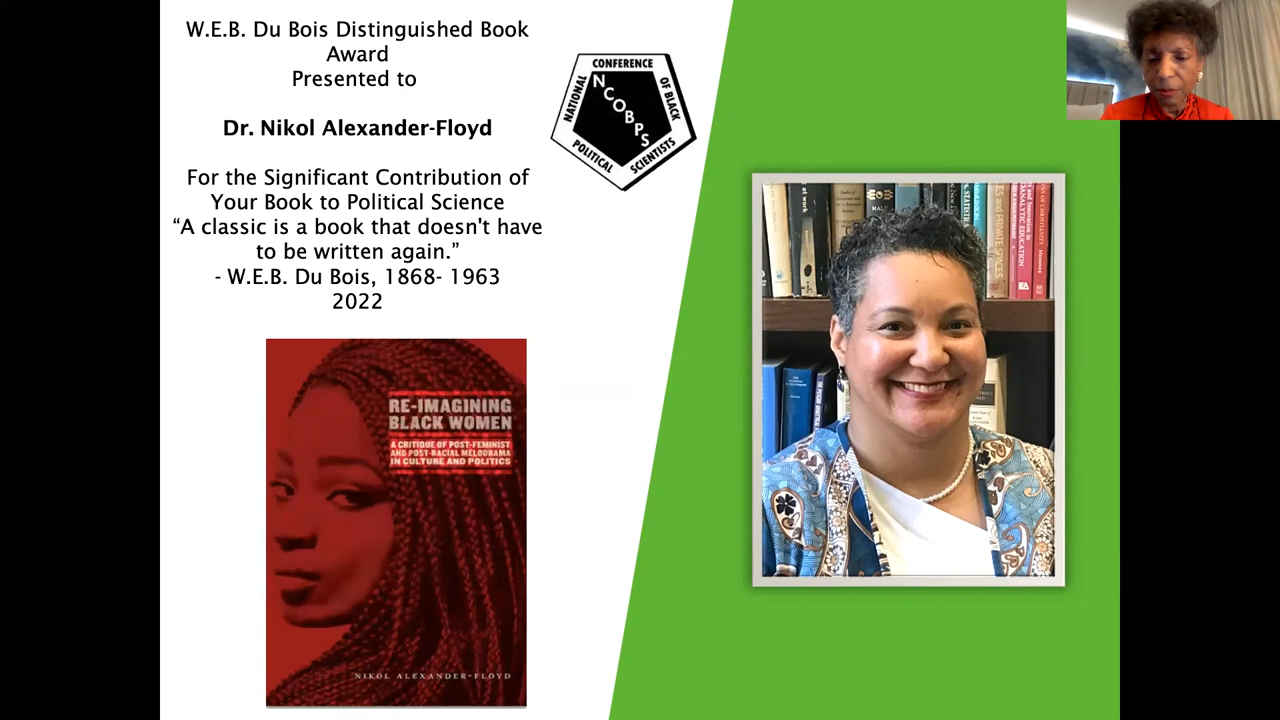 W.E.B. Du Bois Distinguished Book
Award
Presented to
Dr. Nikol Alexander-Floyd
For the Significant Contribution of
Your Book to Political Science
“A classic is a book that doesn't have
to be written again.”
- W.E.B. Du Bois, 1868- 1963
2022
NATIONAL
CONFERENCE
OF BLACK
POLITICAL
SCIENTISTS
NCOBPS
RE-IMAGINING
BLACK WOMEN
A CRITIQUE OF POST-FEMINIST
AND POST-RACIAL MELODRAMA
IN CULTURE AND POLITICS
NIKOL ALEXANDER-FLOYD